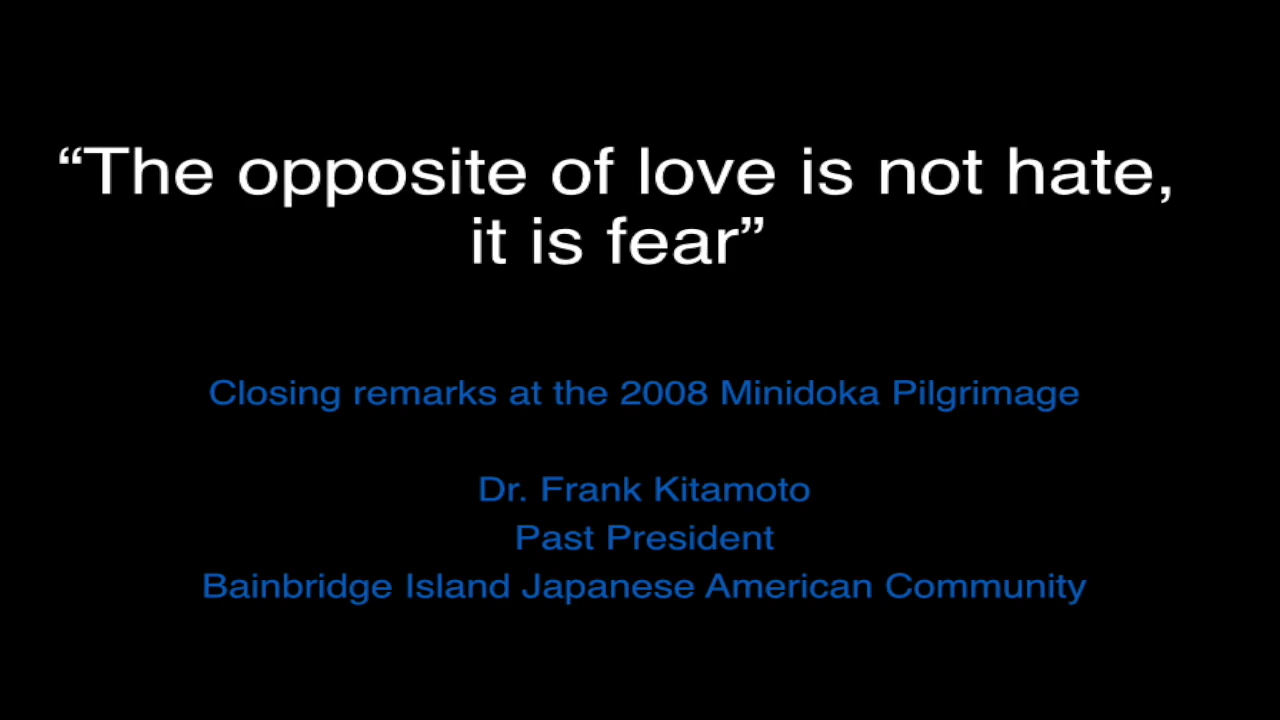 “The opposite of love is not hate,
it is fear”
Closing remarks at the 2008 Minidoka Pilgrimage
Dr. Frank Kitamoto
Past President
Bainbridge Island Japanese American Community